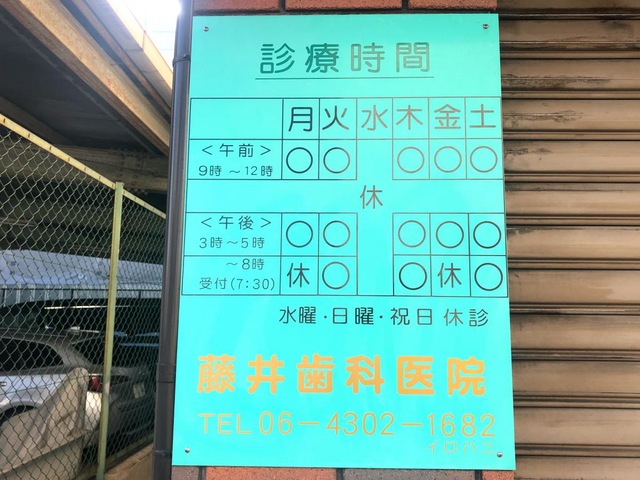 診療時間
月 火 水 木 金 土
<午前>
9時～12時 ○ ○ ○ ○ ○
休
<午後>
3時～5時 ○ ○ ○ ○ ○
～8時
受付(7:30) 休 ○ ○ 休 ○
水曜・日曜・祝日 休診
藤井歯科医院
TEL 06-4302-1682
イロハニ